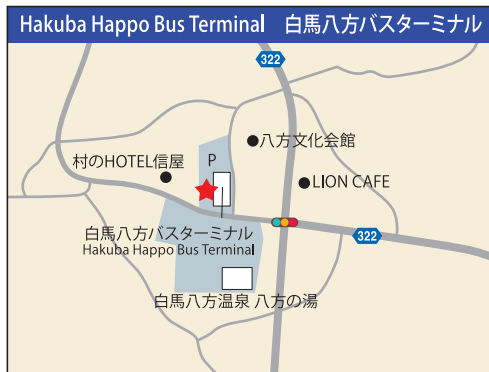 Hakuba Happo Bus Terminal 白馬八方バスターミナル
322
八方文化会館
村のHOTEL信屋
P
LION CAFE
白馬八方バスターミナル
Hakuba Happo Bus Terminal
322
白馬八方温泉 八方の湯